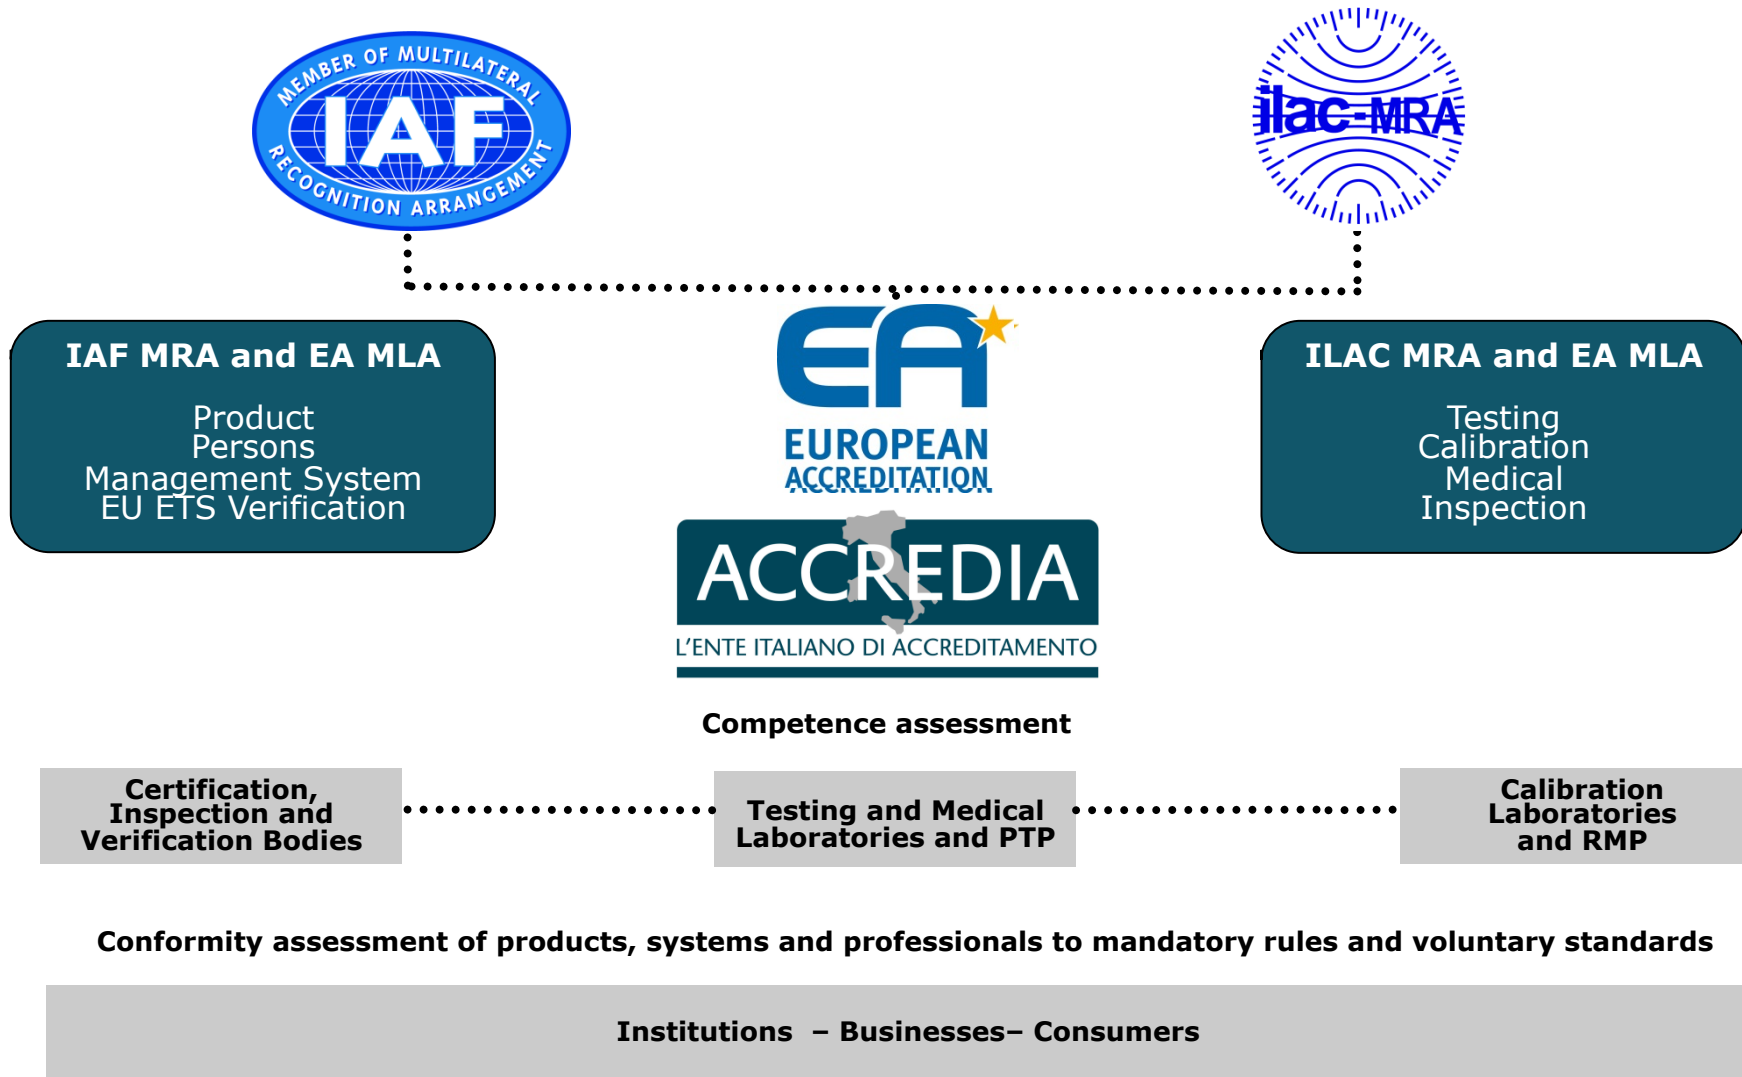 MEMBER OF MULTILATERAL
IAF
RECOGNITION ARRANGEMENT
ilac-MRA
IAF MRA and EA MLA
Product
Persons
Management System
EU ETS Verification
EA
EUROPEAN
ACCREDITATION
ILAC MRA and EA MLA
Testing
Calibration
Medical
Inspection
ACCREDIA
L'ENTE ITALIANO DI ACCREDITAMENTO
Competence assessment
Certification,
Inspection and
Verification Bodies
Testing and Medical
Laboratories and PTP
Calibration
Laboratories
and RMP
Conformity assessment of products, systems and professionals to mandatory rules and voluntary standards
Institutions – Businesses– Consumers